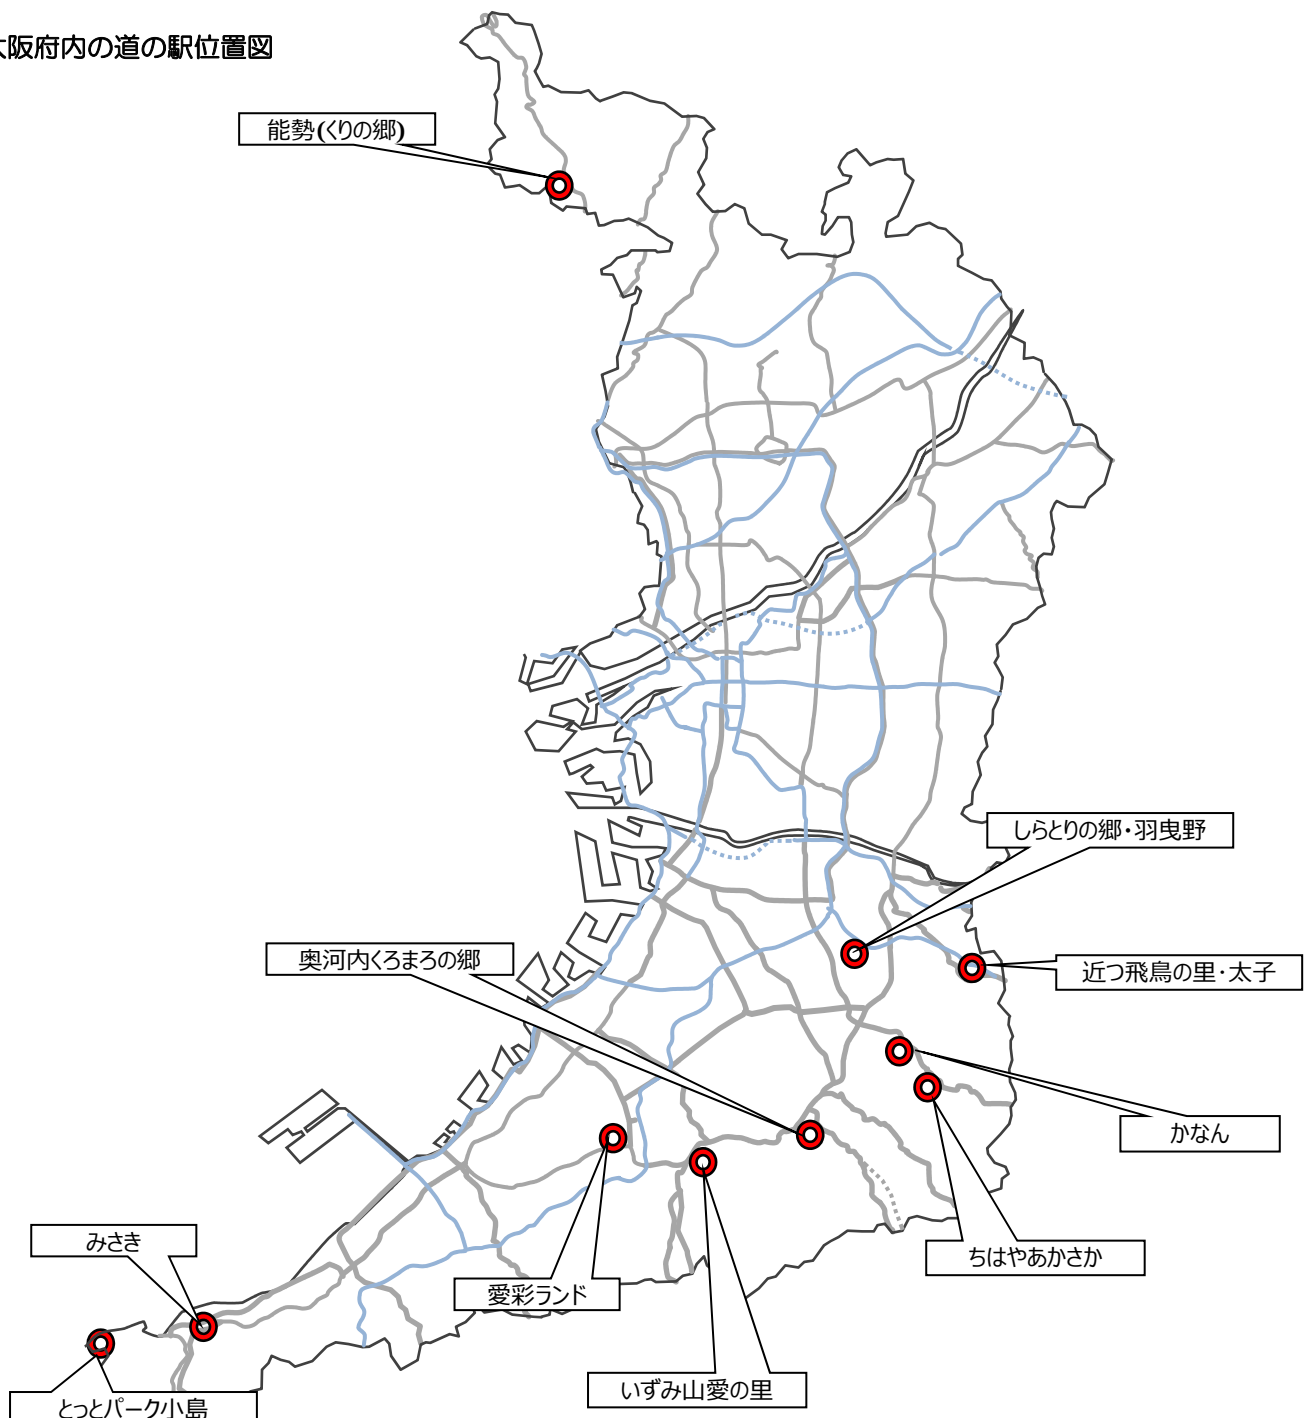 大阪府内の道の駅位置図
能勢(くりの郷)
しらとりの郷・羽曳野
奥河内くろまろの郷
近つ飛鳥の里・太子
かなん
ちはやあかさか
みさき
愛彩ランド
いずみ山愛の里
とっとパーク小島